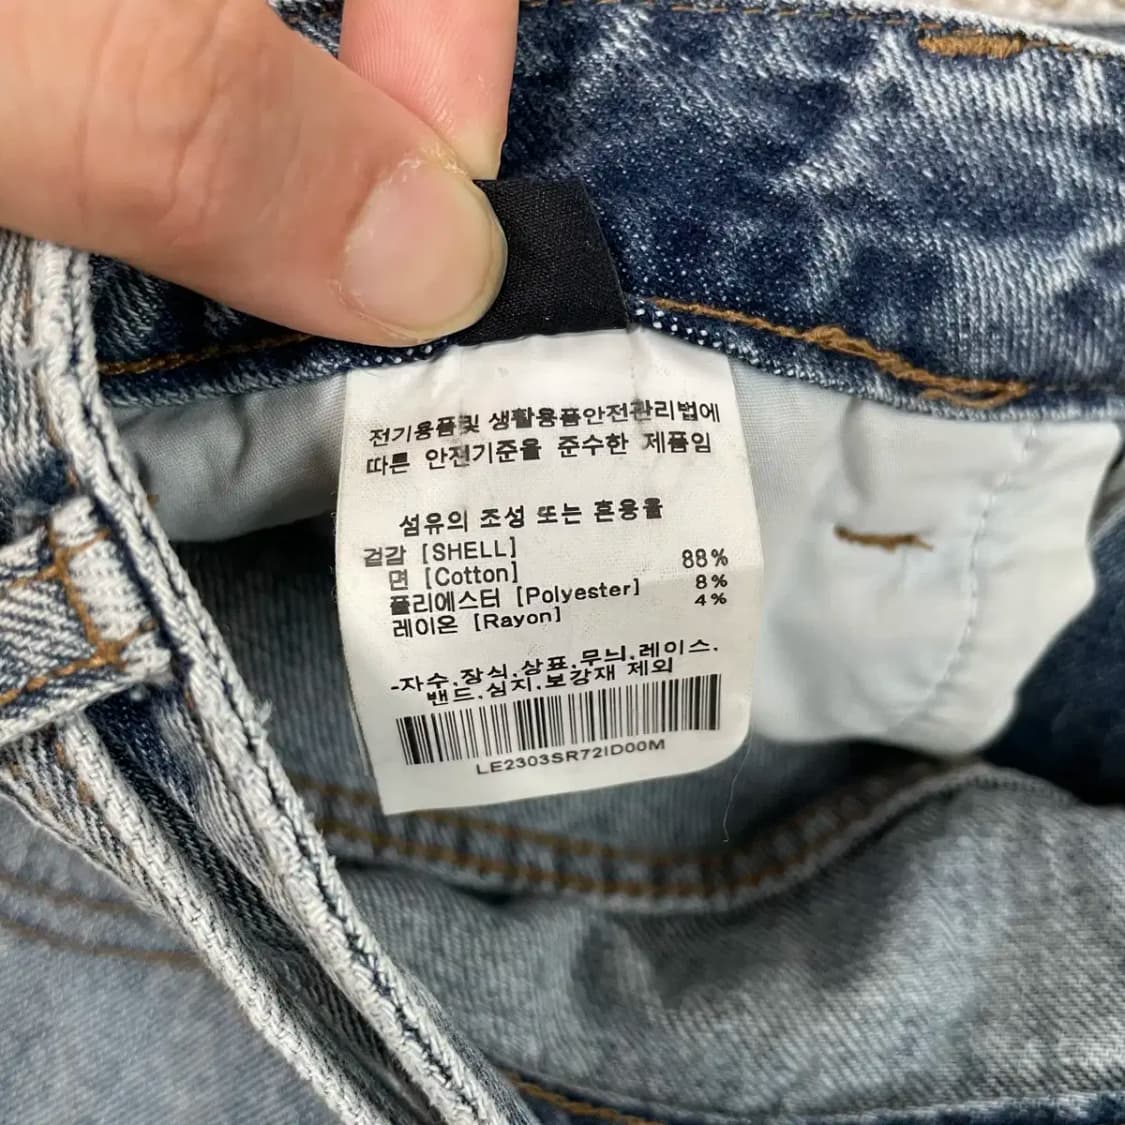 전기용품및 생활용품안전관리법에
따른 안전기준을 준수한 제품임
섬유의 조성 또는 혼용율
겉감 [SHELL]
면 [Cotton] 88%
폴리에스터 [Polyester] 8%
레이온 [Rayon] 4%
-자수.장식.상표.무늬.레이스.
밴드.심지.보강재 제외
LE2303SR72ID00M